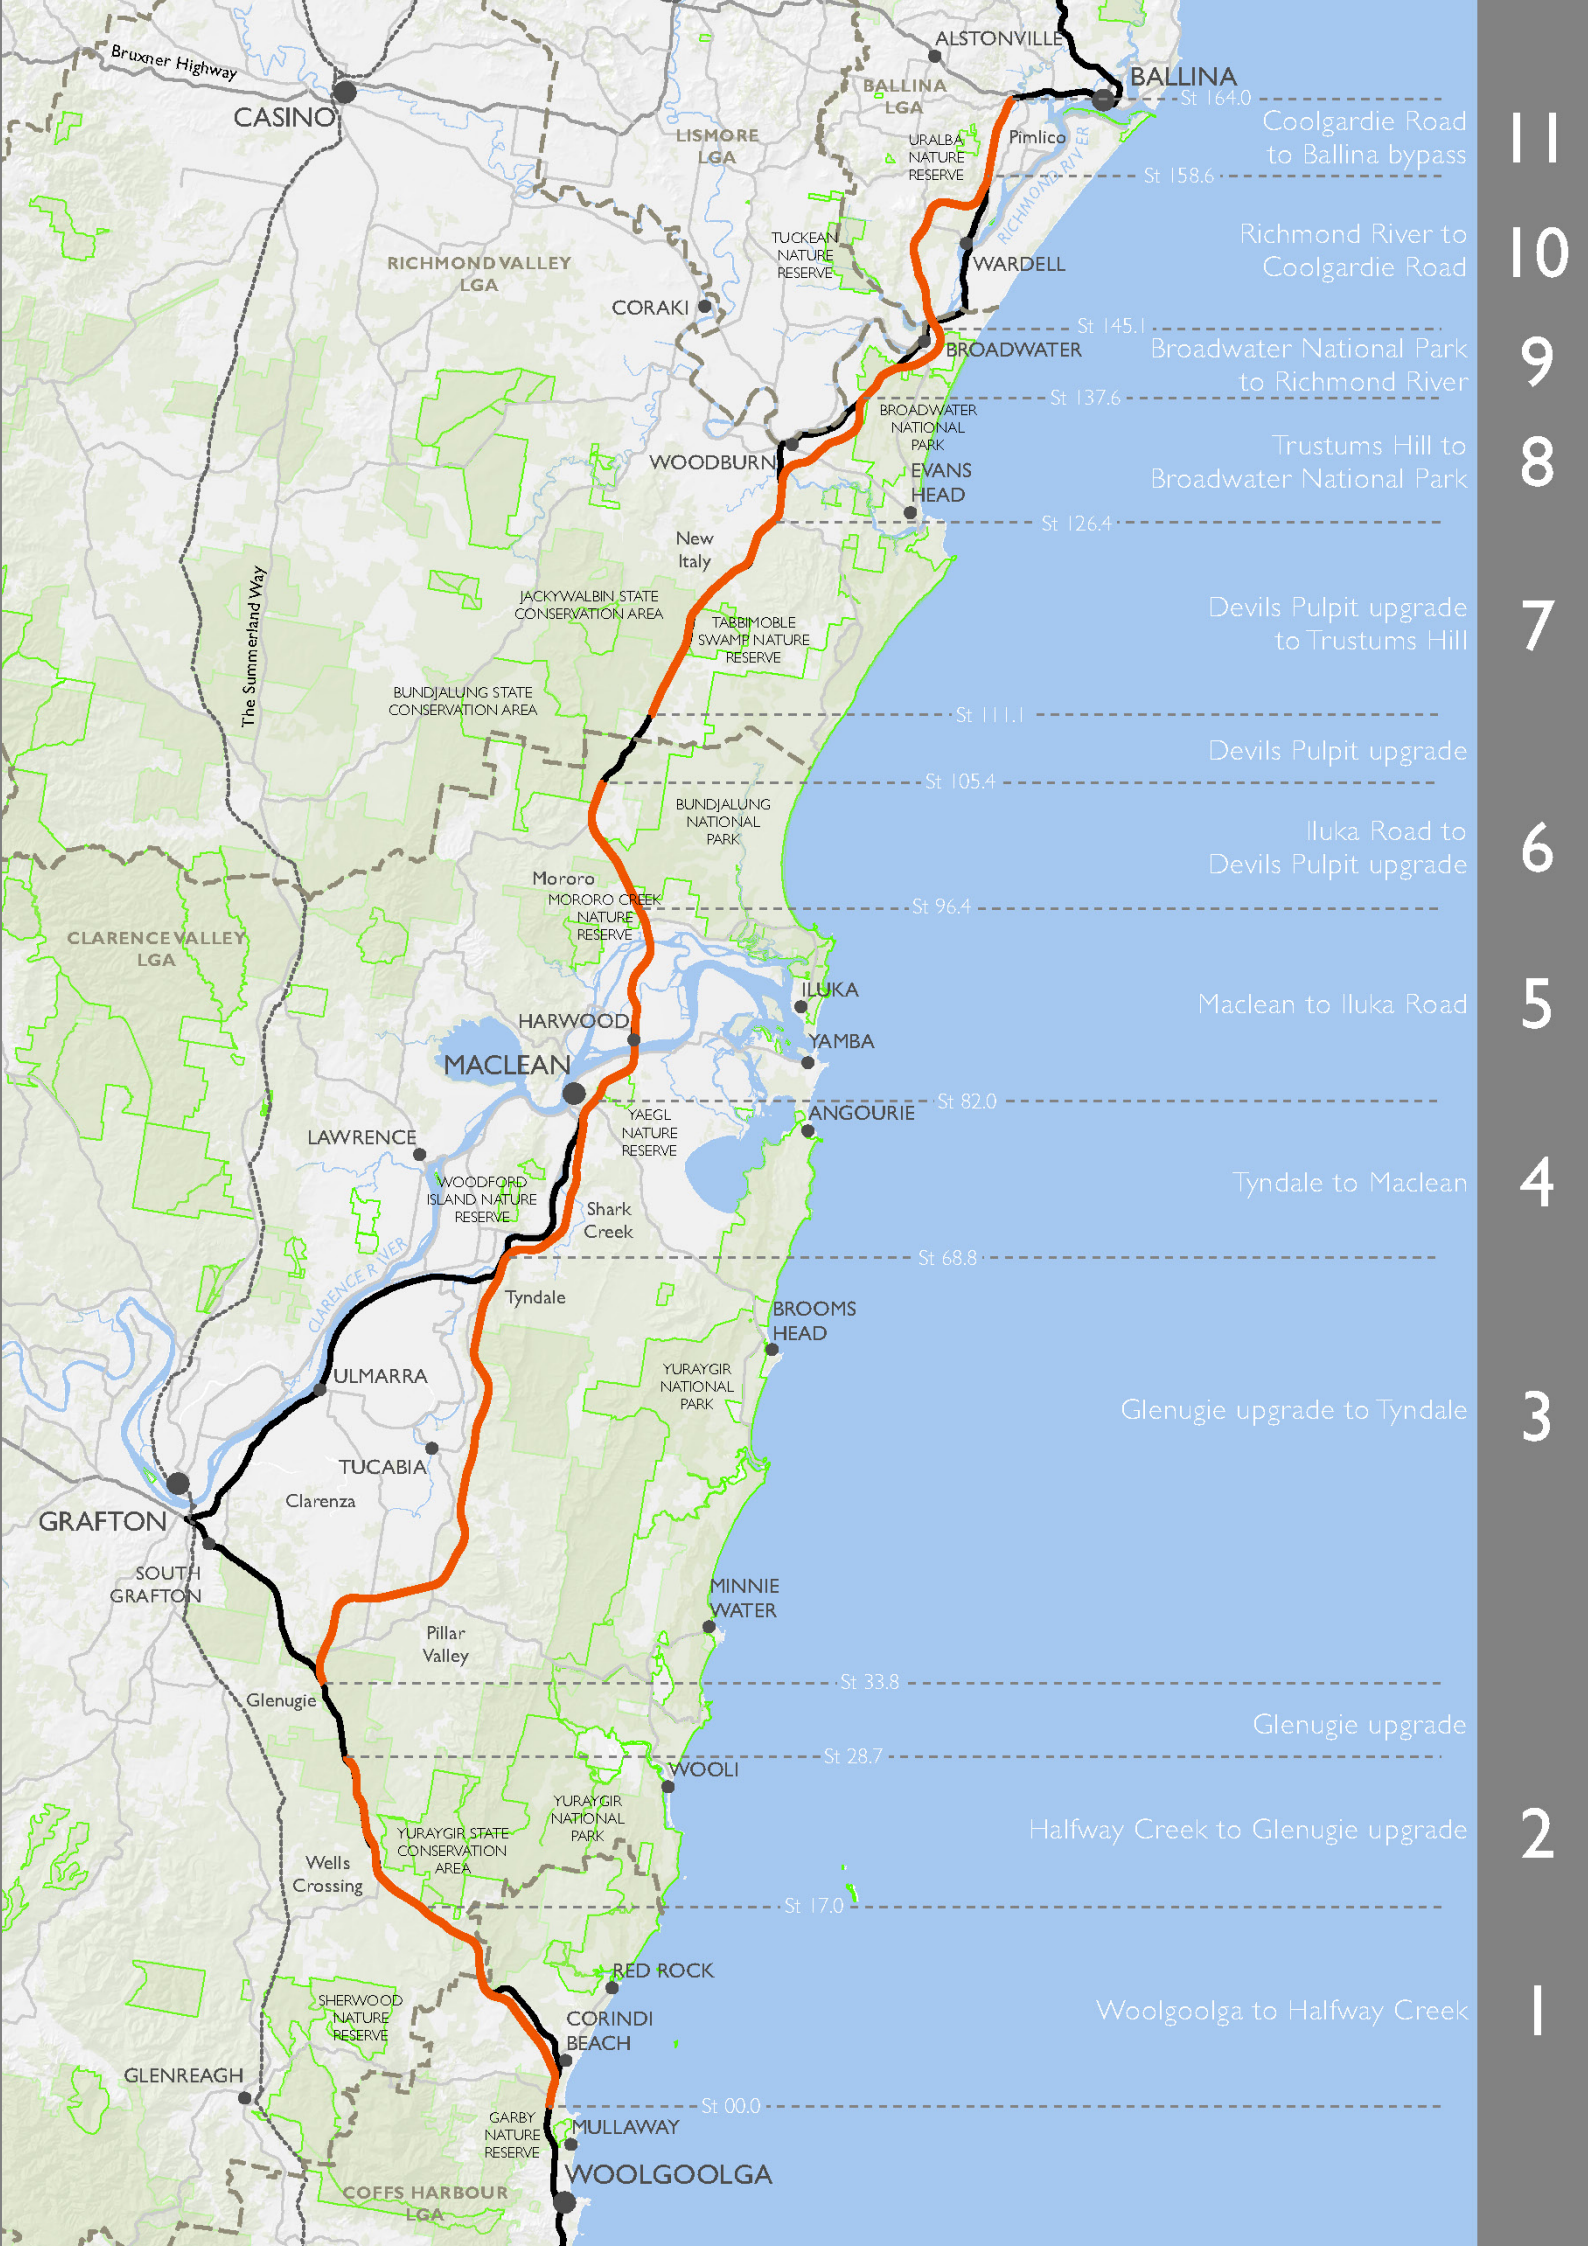 ALSTONVILLE
Bruxner Highway
BALLINA
BALLINA
LGA
St 164.0
CASINO
Coolgardie Road
to Ballina bypass
11
LISMORE
LGA
URALBA
NATURE
RESERVE
Pimlico
RICHMOND RIVER
St 158.6
TUCKEAN
NATURE
RESERVE
Richmond River to
Coolgardie Road
10
RICHMOND VALLEY
LGA
WARDELL
CORAKI
St 145.1
BROADWATER
Broadwater National Park
to Richmond River
9
St 137.6
BROADWATER
NATIONAL
PARK
WOODBURN
EVANS
HEAD
Trustums Hill to
Broadwater National Park
8
St 126.4
New
Italy
The Summerland Way
JACKYWALBIN STATE
CONSERVATION AREA
TABBIMOBLE
SWAMP NATURE
RESERVE
Devils Pulpit upgrade
to Trustums Hill
7
BUNDJALUNG STATE
CONSERVATION AREA
St 111.1
Devils Pulpit upgrade
St 105.4
BUNDJALUNG
NATIONAL
PARK
Iluka Road to
Devils Pulpit upgrade
6
Mororo
MORORO CREEK
NATURE
RESERVE
St 96.4
CLARENCE VALLEY
LGA
ILUKA
Maclean to Iluka Road
5
HARWOOD
YAMBA
MACLEAN
St 82.0
YAEGL
NATURE
RESERVE
ANGOURIE
LAWRENCE
WOODFORD
ISLAND NATURE
RESERVE
Tyndale to Maclean
4
Shark
Creek
CLARENCE RIVER
St 68.8
Tyndale
BROOMS
HEAD
ULMARRA
YURAYGIR
NATIONAL
PARK
Glenugie upgrade to Tyndale
3
TUCABIA
Clarenza
GRAFTON
SOUTH
GRAFTON
MINNIE
WATER
Pillar
Valley
St 33.8
Glenugie
Glenugie upgrade
St 28.7
WOOLI
YURAYGIR
NATIONAL
PARK
YURAYGIR STATE
CONSERVATION
AREA
Halfway Creek to Glenugie upgrade
2
Wells
Crossing
St 17.0
RED ROCK
SHERWOOD
NATURE
RESERVE
CORINDI
BEACH
Woolgoolga to Halfway Creek
1
GLENREAGH
St 00.0
GARBY
NATURE
RESERVE
MULLAWAY
WOOLGOOLGA
COFFS HARBOUR
LGA